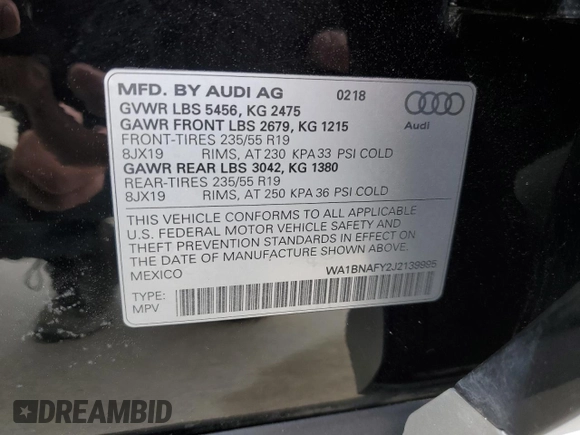 MFD. BY AUDI AG 0218
GVWR LBS 5456, KG 2475
GAWR FRONT LBS 2679, KG 1215
FRONT-TIRES 235/55 R19
8JX19 RIMS, AT 230 KPA 33 PSI COLD
GAWR REAR LBS 3042, KG 1380
REAR-TIRES 235/55 R19
8JX19 RIMS, AT 250 KPA 36 PSI COLD
Audi
THIS VEHICLE CONFORMS TO ALL APPLICABLE
U.S. FEDERAL MOTOR VEHICLE SAFETY AND
THEFT PREVENTION STANDARDS IN EFFECT ON
THE DATE OF MANUFACTURE SHOWN ABOVE.
MEXICO WA1BNAFY2J2139995
TYPE:
MPV
DREAMBID